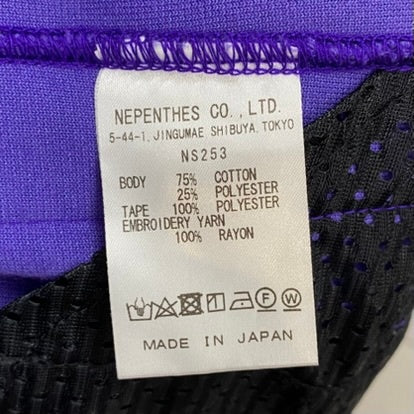 NEPENTHES CO., LTD.
5-44-1, JINGUMAE SHIBUYA, TOKYO
NS253
BODY 75% COTTON
25% POLYESTER
TAPE 100% POLYESTER
EMBROIDERY YARN
100% RAYON
F W
MADE IN JAPAN